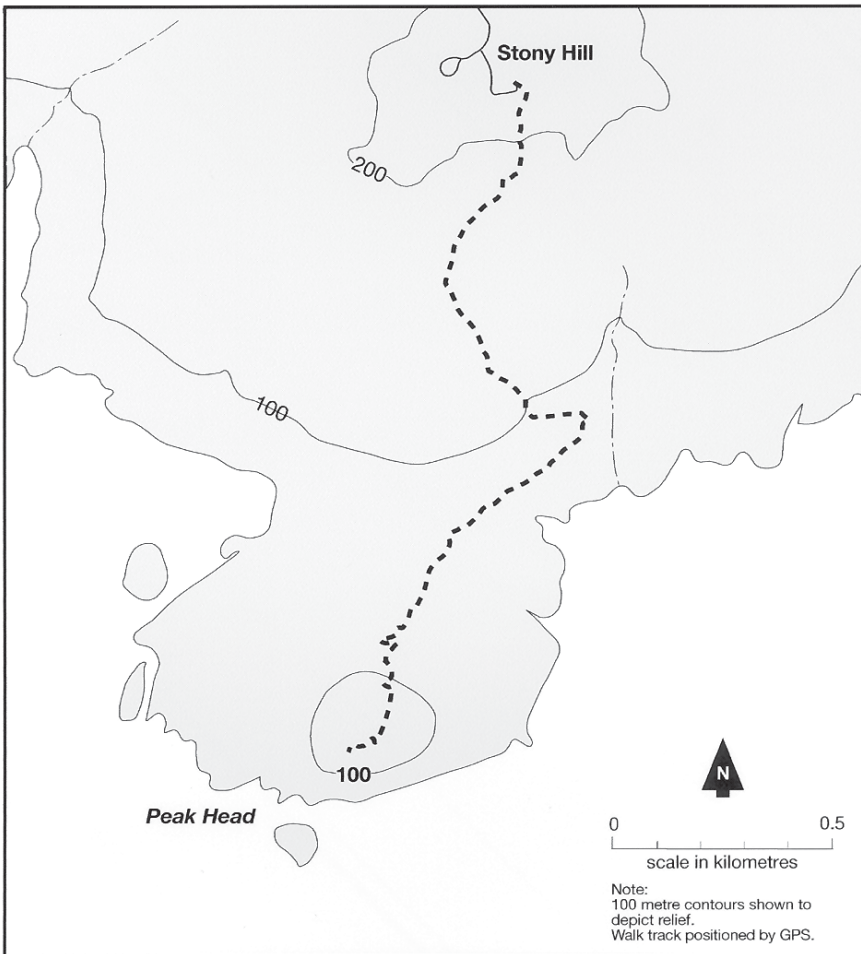 Stony Hill
200
100
100
Peak Head
N
0 0.5
scale in kilometres
Note:
100 metre contours shown to
depict relief.
Walk track positioned by GPS.